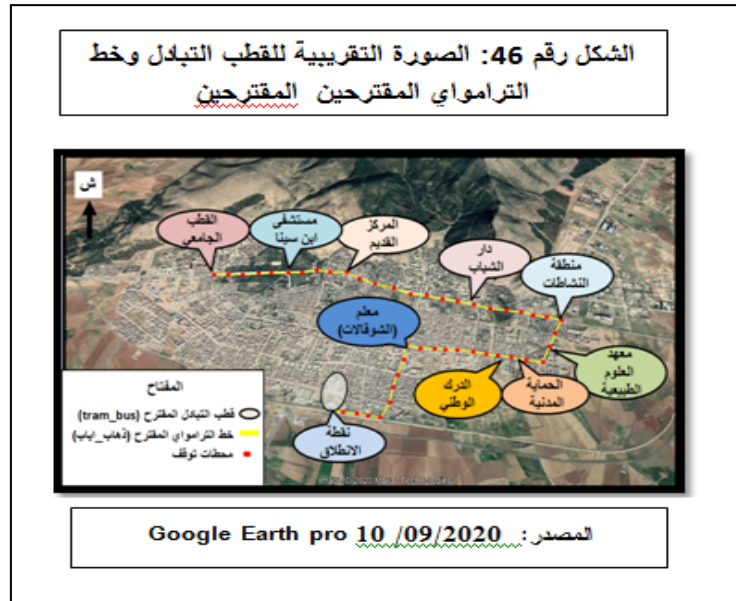 الشكل رقم 46: الصورة التقريبية للقطب التبادل وخط
الترامواي المقترحين المقترحين
ش
القطب
الجامعي
مستشفى
ابن سينا
المركز
القديم
دار
الشباب
منطقة
النشاطات
معلم
(الشوقالات)
معهد
العلوم
الطبيعية
الحماية
المدنية
الدرك
الوطني
نقطة
الانطلاق
المفتاح
قطب التبادل المقترح (tram_bus)
خط الترامواي المقترح (ذهاب_اياب)
محطات توقف
المصدر: Google Earth pro 10 /09/2020